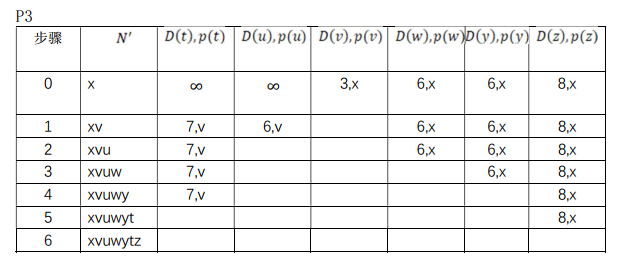 P3
步骤 N' D(t),p(t) D(u),p(u) D(v),p(v) D(w),p(w) D(y),p(y) D(z),p(z)
0 x ∞ ∞ 3,x 6,x 6,x 8,x
1 xv 7,v 6,v 6,x 6,x 8,x
2 xvu 7,v 6,x 6,x 8,x
3 xvuw 7,v 6,x 8,x
4 xvuwy 7,v 8,x
5 xvuwyt 8,x
6 xvuwytz